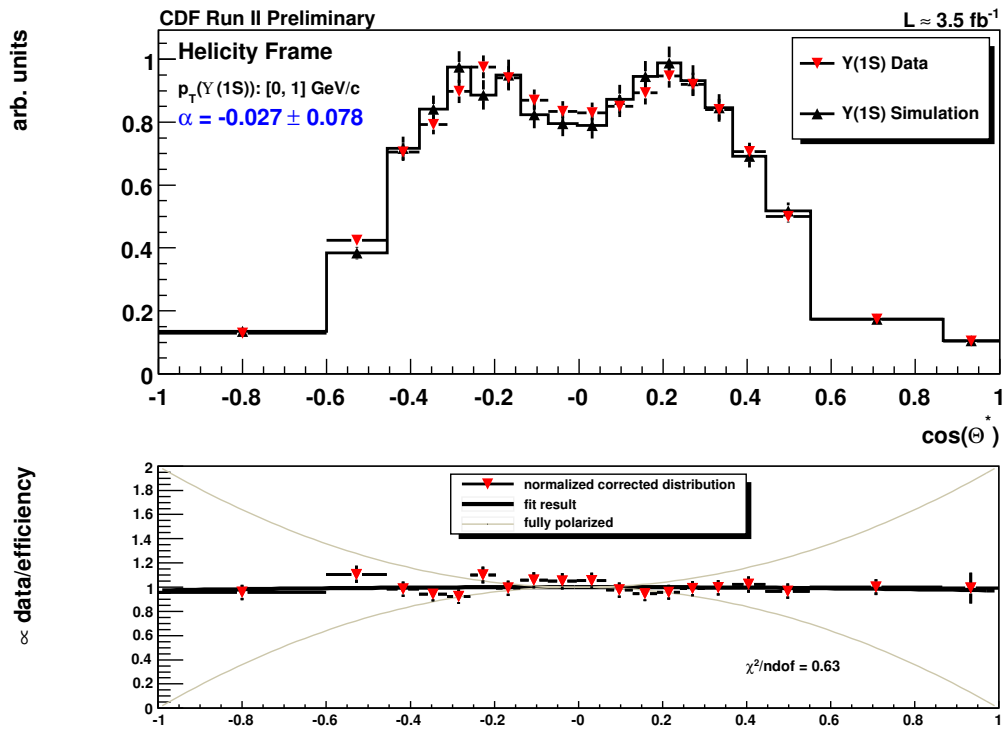 CDF Run II Preliminary
L ≈ 3.5 fb⁻¹
arb. units
Helicity Frame
p_T(ϒ(1S)): [0, 1] GeV/c
α = -0.027 ± 0.078
Υ(1S) Data
Υ(1S) Simulation
1
0.8
0.6
0.4
0.2
0
-1 -0.8 -0.6 -0.4 -0.2 -0 0.2 0.4 0.6 0.8 1
cos(Θ*)
∝ data/efficiency
normalized corrected distribution
fit result
fully polarized
2
1.8
1.6
1.4
1.2
1
0.8
0.6
0.4
0.2
0
χ²/ndof = 0.63
-1 -0.8 -0.6 -0.4 -0.2 -0 0.2 0.4 0.6 0.8 1